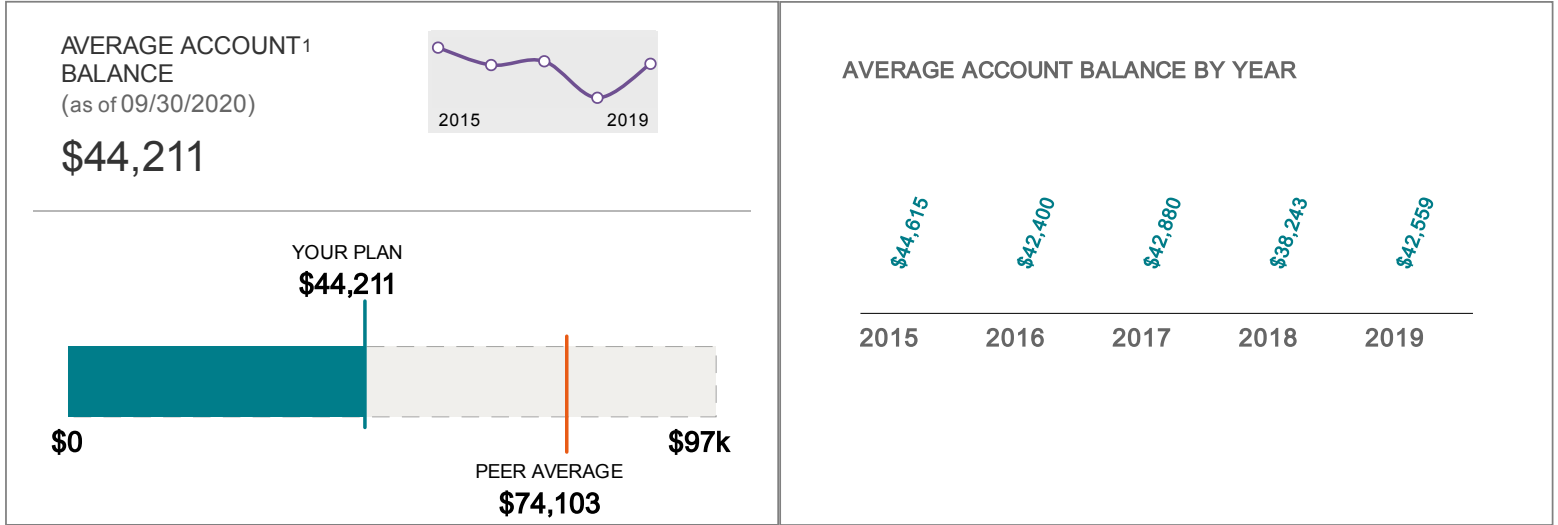 AVERAGE ACCOUNT1
BALANCE
(as of 09/30/2020)
$44,211
2015 2019
YOUR PLAN
$44,211
$0 $97k
PEER AVERAGE
$74,103
AVERAGE ACCOUNT BALANCE BY YEAR
$44,615 $42,400 $42,880 $38,243 $42,559
2015 2016 2017 2018 2019